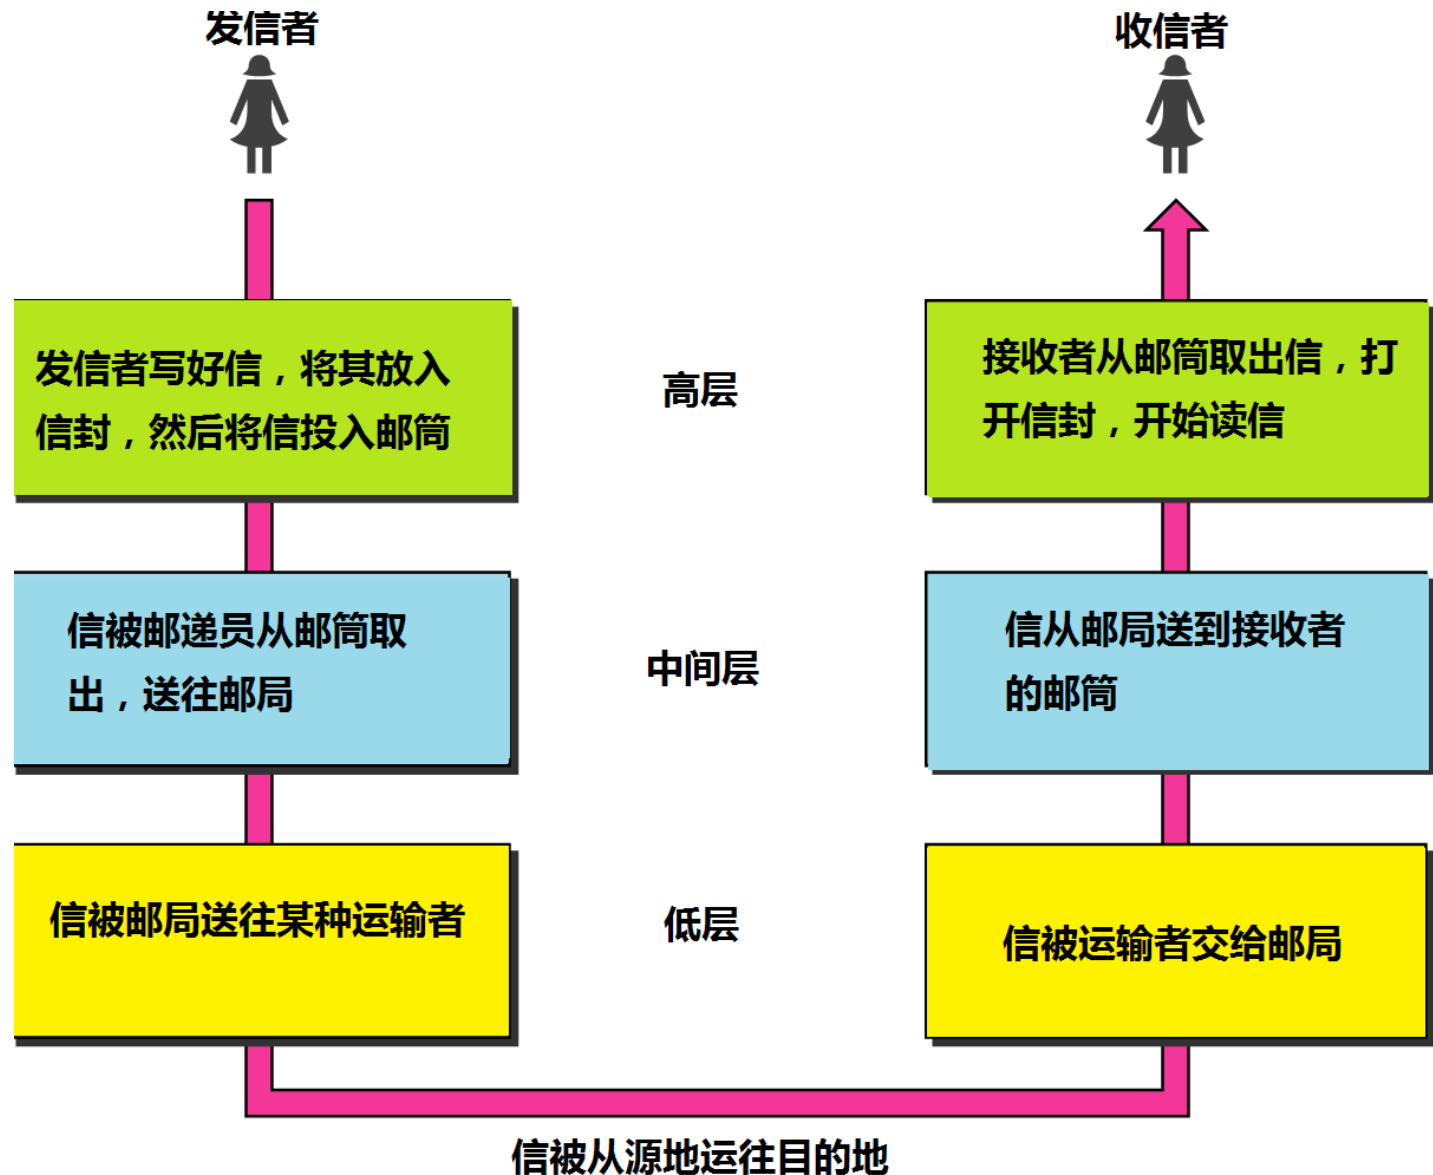 发信者
收信者
发信者写好信，将其放入
信封，然后将信投入邮筒
高层
接收者从邮筒取出信，打
开信封，开始读信
信被邮递员从邮筒取
出，送往邮局
中间层
信从邮局送到接收者
的邮筒
信被邮局送往某种运输者
低层
信被运输者交给邮局
信被从源地运往目的地